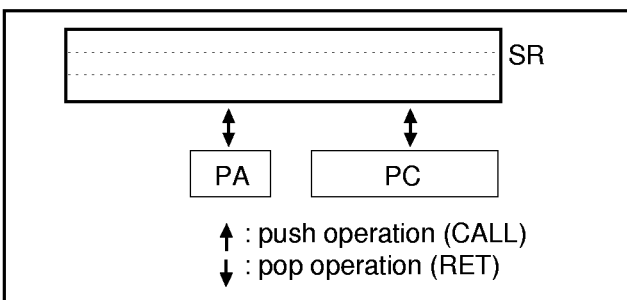 SR
PA PC
: push operation (CALL)
: pop operation (RET)